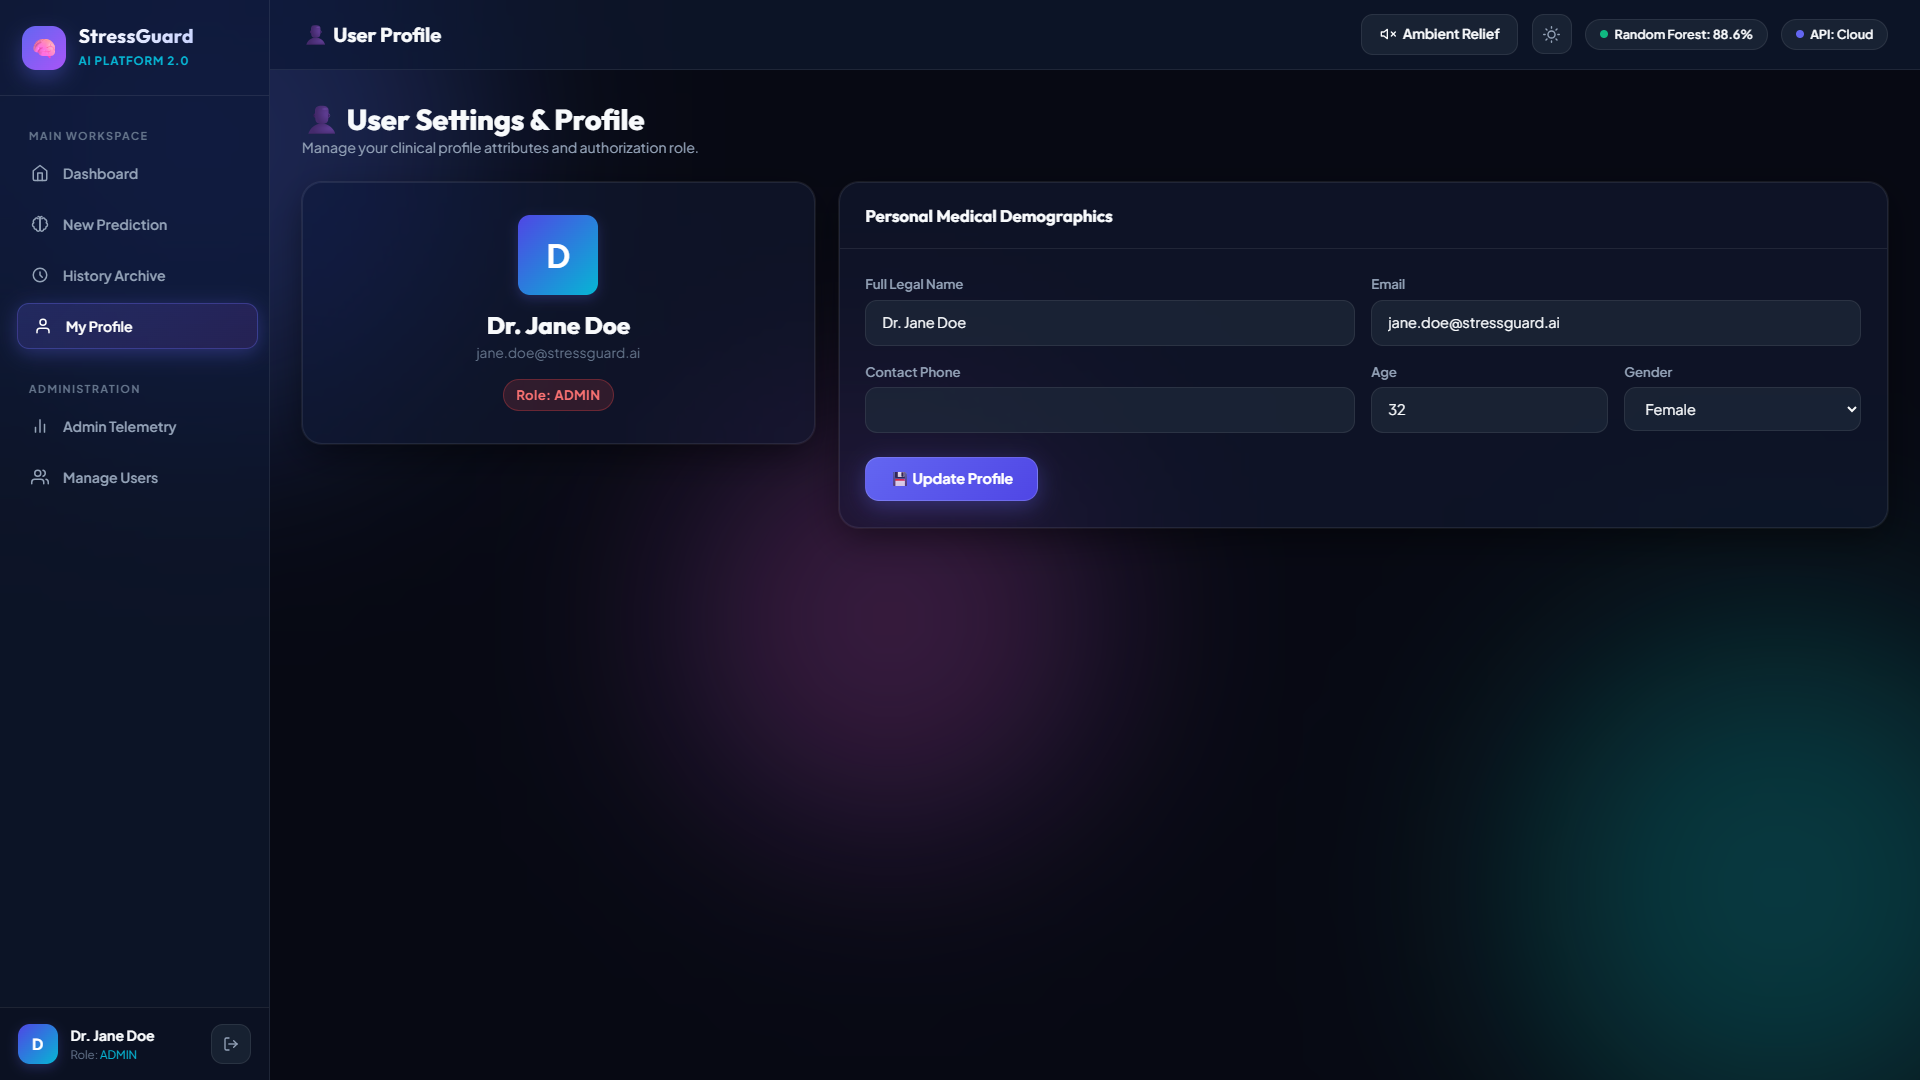 StressGuard
AI PLATFORM 2.0
MAIN WORKSPACE
Dashboard
New Prediction
History Archive
My Profile
ADMINISTRATION
Admin Telemetry
Manage Users
D
Dr. Jane Doe
Role: ADMIN
User Profile
Ambient Relief
Random Forest: 88.6%
API: Cloud
User Settings & Profile
Manage your clinical profile attributes and authorization role.
D
Dr. Jane Doe
jane.doe@stressguard.ai
Role: ADMIN
Personal Medical Demographics
Full Legal Name
Dr. Jane Doe
Email
jane.doe@stressguard.ai
Contact Phone
Age
32
Gender
Female
Update Profile